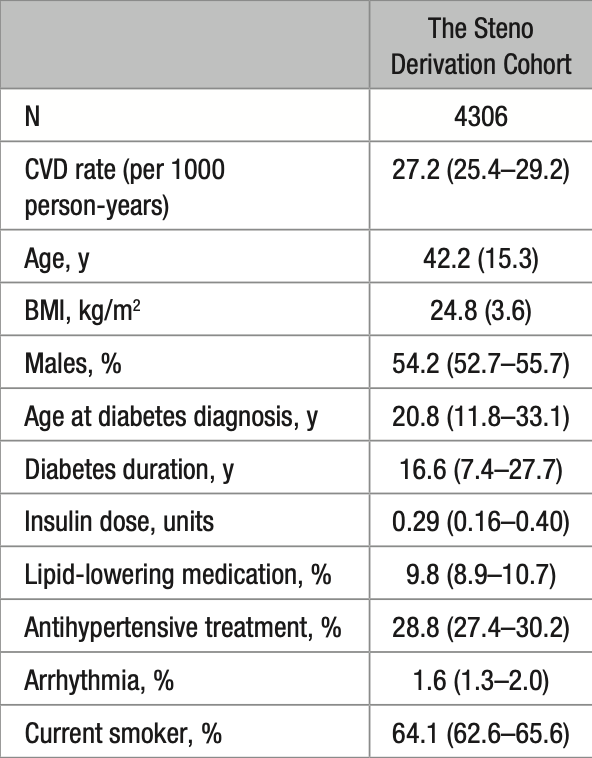 The Steno
Derivation Cohort
N 4306
CVD rate (per 1000 27.2 (25.4–29.2)
person-years)
Age, y 42.2 (15.3)
BMI, kg/m² 24.8 (3.6)
Males, % 54.2 (52.7–55.7)
Age at diabetes diagnosis, y 20.8 (11.8–33.1)
Diabetes duration, y 16.6 (7.4–27.7)
Insulin dose, units 0.29 (0.16–0.40)
Lipid-lowering medication, % 9.8 (8.9–10.7)
Antihypertensive treatment, % 28.8 (27.4–30.2)
Arrhythmia, % 1.6 (1.3–2.0)
Current smoker, % 64.1 (62.6–65.6)